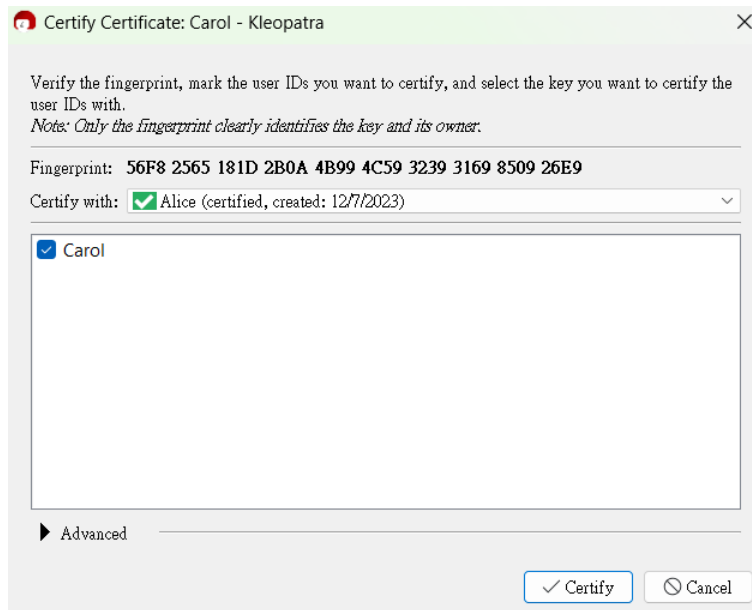 Certify Certificate: Carol - Kleopatra
Verify the fingerprint, mark the user IDs you want to certify, and select the key you want to certify the
user IDs with.
Note: Only the fingerprint clearly identifies the key and its owner.
Fingerprint: 56F8 2565 181D 2B0A 4B99 4C59 3239 3169 8509 26E9
Certify with: Alice (certified, created: 12/7/2023)
Carol
Advanced
Certify Cancel